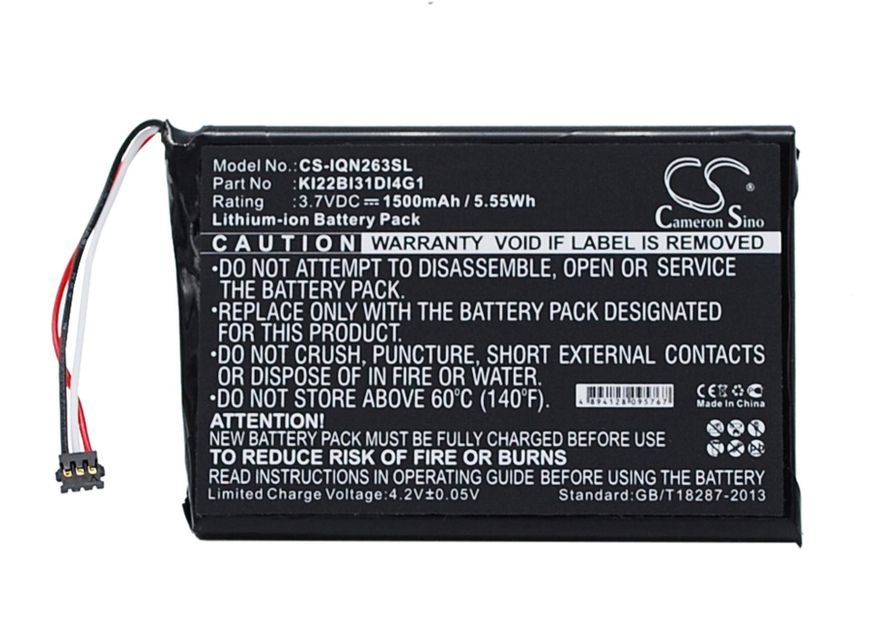 Model No.:CS-IQN263SL
Part No :KI22BI31DI4G1
Rating :3.7VDC⎓1500mAh / 5.55Wh
Lithium-ion Battery Pack
CS
®
Cameron Sino
CAUTION WARRANTY VOID IF LABEL IS REMOVED
•DO NOT ATTEMPT TO DISASSEMBLE, OPEN OR SERVICE
THE BATTERY PACK.
•REPLACE ONLY WITH THE BATTERY PACK DESIGNATED
FOR THIS PRODUCT.
•DO NOT CRUSH, PUNCTURE, SHORT EXTERNAL CONTACTS
OR DISPOSE OF IN FIRE OR WATER.
•DO NOT STORE ABOVE 60°C (140°F).
4 894128 095767
CE
Made In China
ATTENTION!
NEW BATTERY PACK MUST BE FULLY CHARGED BEFORE USE
TO REDUCE RISK OF FIRE OR BURNS
READ INSTRUCTIONS IN OPERATING GUIDE BEFORE USING THE BATTERY
Limited Charge Voltage:4.2V±0.05V
Standard:GB/T18287-2013